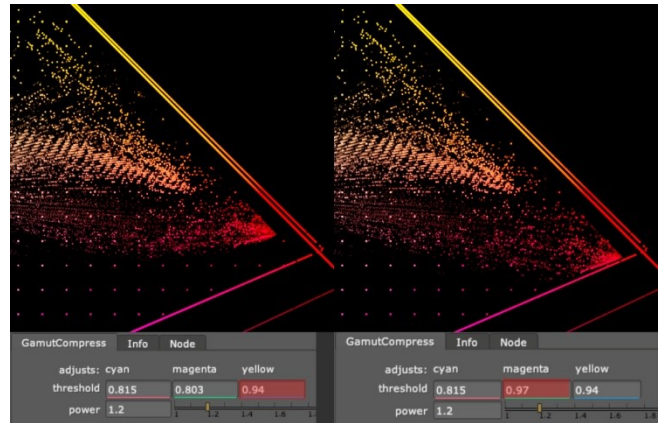 GamutCompress Info Node
adjusts: cyan magenta yellow
threshold 0.815 0.803 0.94
power 1.2
1 1.2 1.4 1.6 1.8
GamutCompress Info Node
adjusts: cyan magenta yellow
threshold 0.815 0.97 0.94
power 1.2
1 1.2 1.4 1.6 1.8